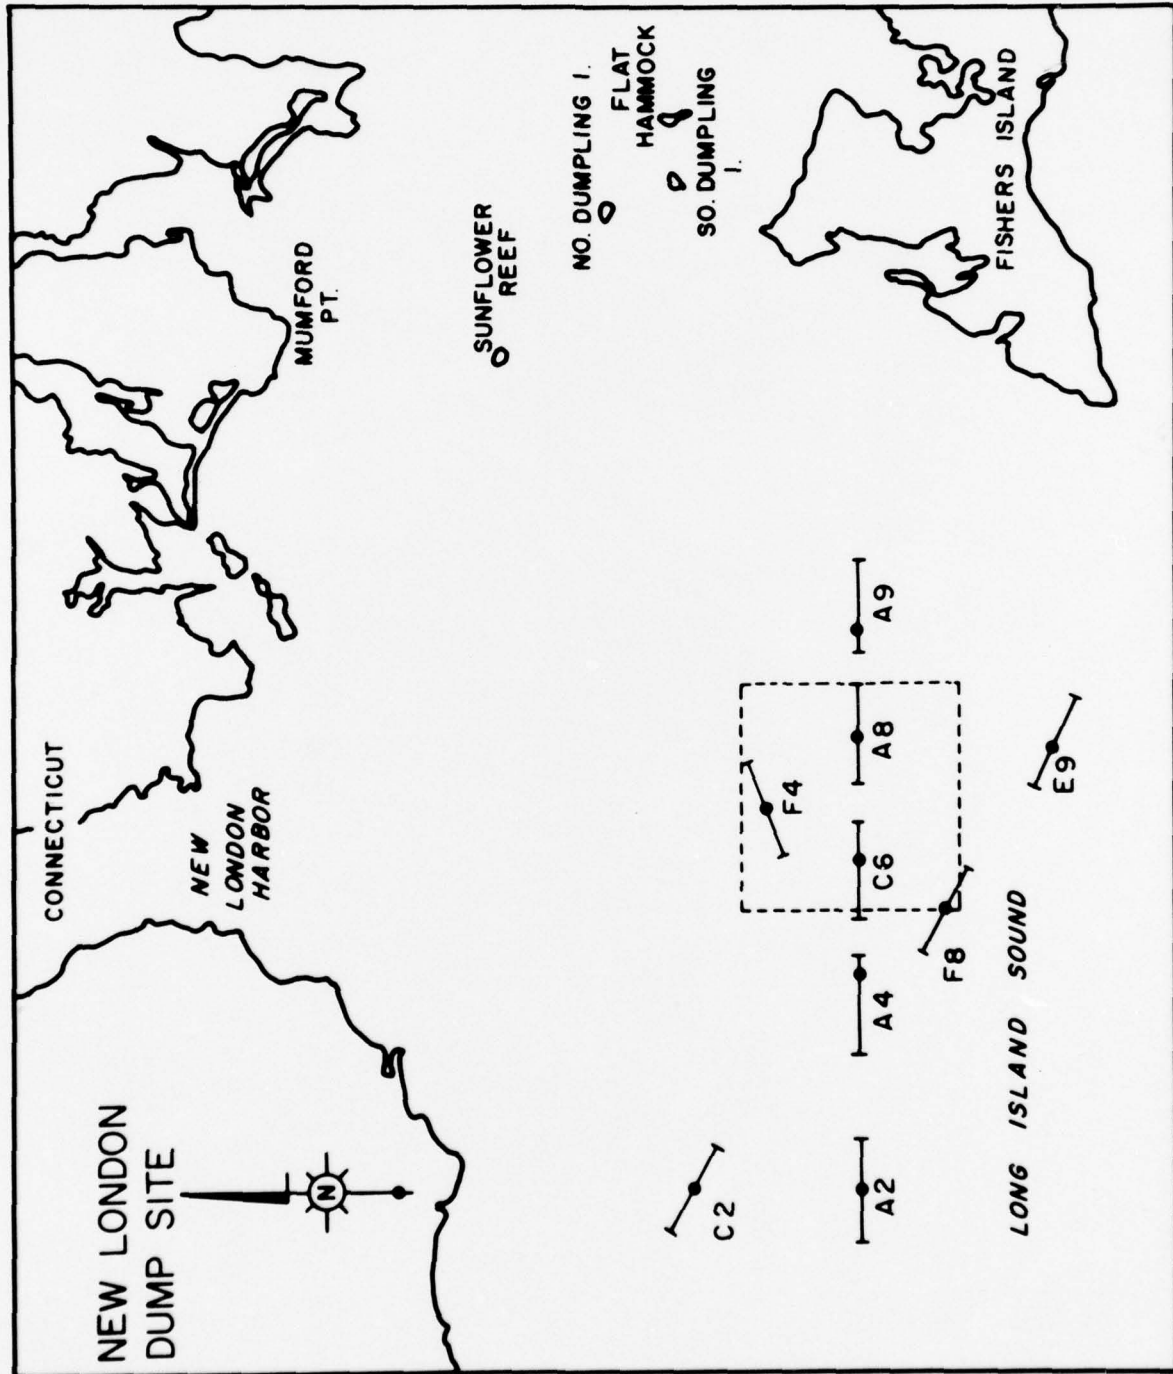 NEW LONDON
DUMP SITE
N
CONNECTICUT
NEW
LONDON
HARBOR
MUMFORD
PT.
SUNFLOWER
REEF
NO. DUMPLING I.
FLAT
HAMMOCK
SO. DUMPLING
I.
FISHERS ISLAND
C2
A2
A4
C6
F4
A8
A9
F8
E9
LONG ISLAND SOUND